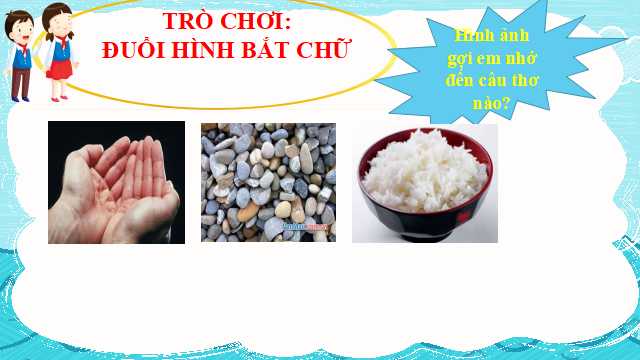 TRÒ CHƠI:
ĐUỔI HÌNH BẮT CHỮ
Hình ảnh
gợi em nhớ
đến câu thơ
nào?